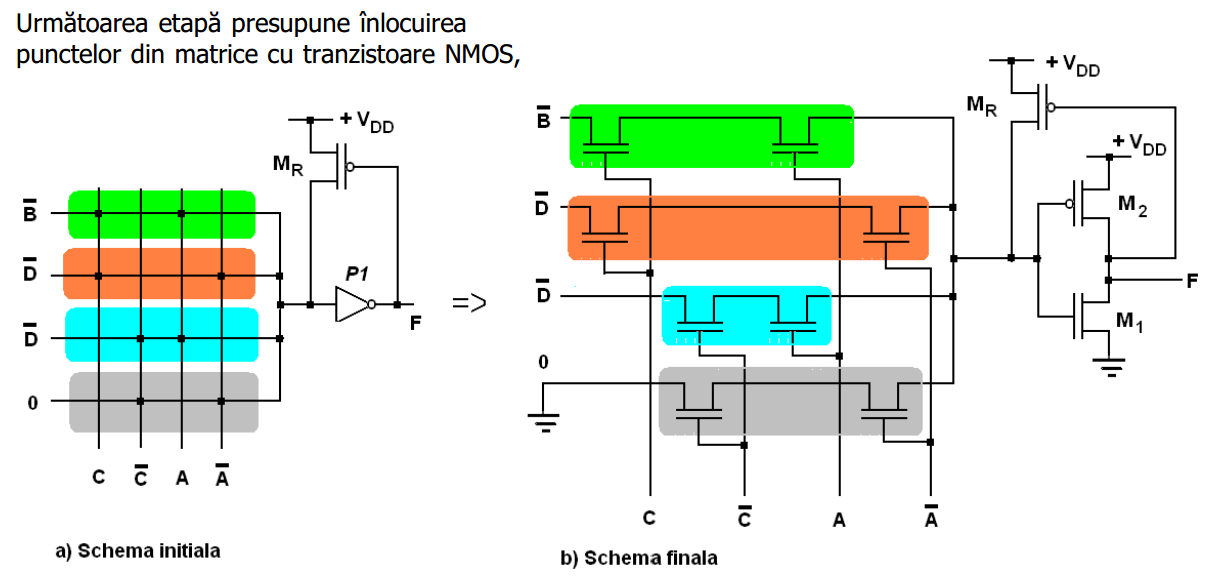 Următoarea etapă presupune înlocuirea
punctelor din matrice cu tranzistoare NMOS,
+ VDD
MR
B̅
D̅
P1
D̅
F
0
C C̅ A A̅
a) Schema initiala
=>
+ VDD
MR
B̅
+ VDD
D̅
M2
D̅
F
M1
0
C C̅ A A̅
b) Schema finala